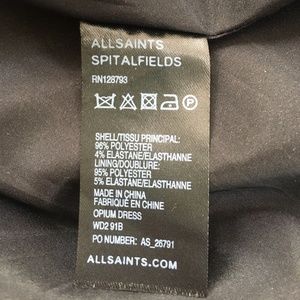 ALLSAINTS
SPITALFIELDS
RN128793
SHELL/TISSU PRINCIPAL:
96% POLYESTER
4% ELASTANE/ELASTHANNE
LINING/DOUBLURE:
95% POLYESTER
5% ELASTANE/ELASTHANNE
MADE IN CHINA
FABRIQUÉ EN CHINE
OPIUM DRESS
WD2 91B
PO NUMBER: AS_26791
ALLSAINTS.COM